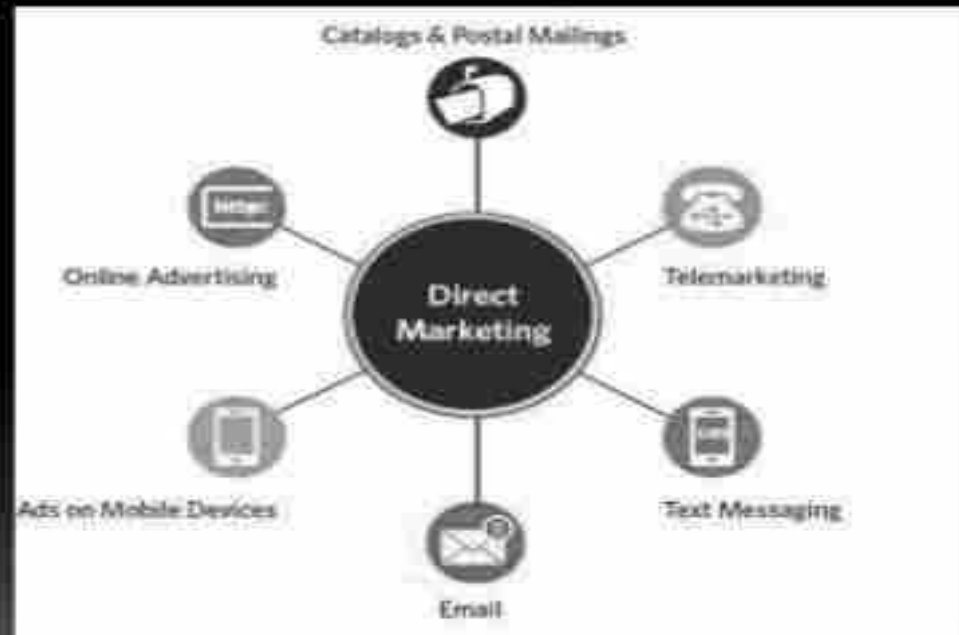 Catalogs & Postal Mailings
Telemarketing
Online Advertising
Direct
Marketing
Ads on Mobile Devices
Text Messaging
Email